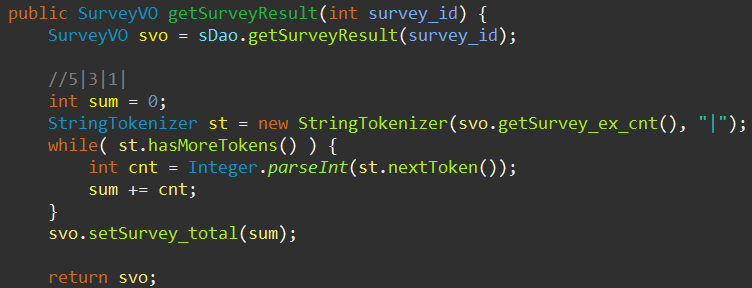 public SurveyVO getSurveyResult(int survey_id) {
SurveyVO svo = sDao.getSurveyResult(survey_id);
//5|3|1|
int sum = 0;
StringTokenizer st = new StringTokenizer(svo.getSurvey_ex_cnt(), "|");
while( st.hasMoreTokens() ) {
int cnt = Integer.parseInt(st.nextToken());
sum += cnt;
}
svo.setSurvey_total(sum);
return svo;